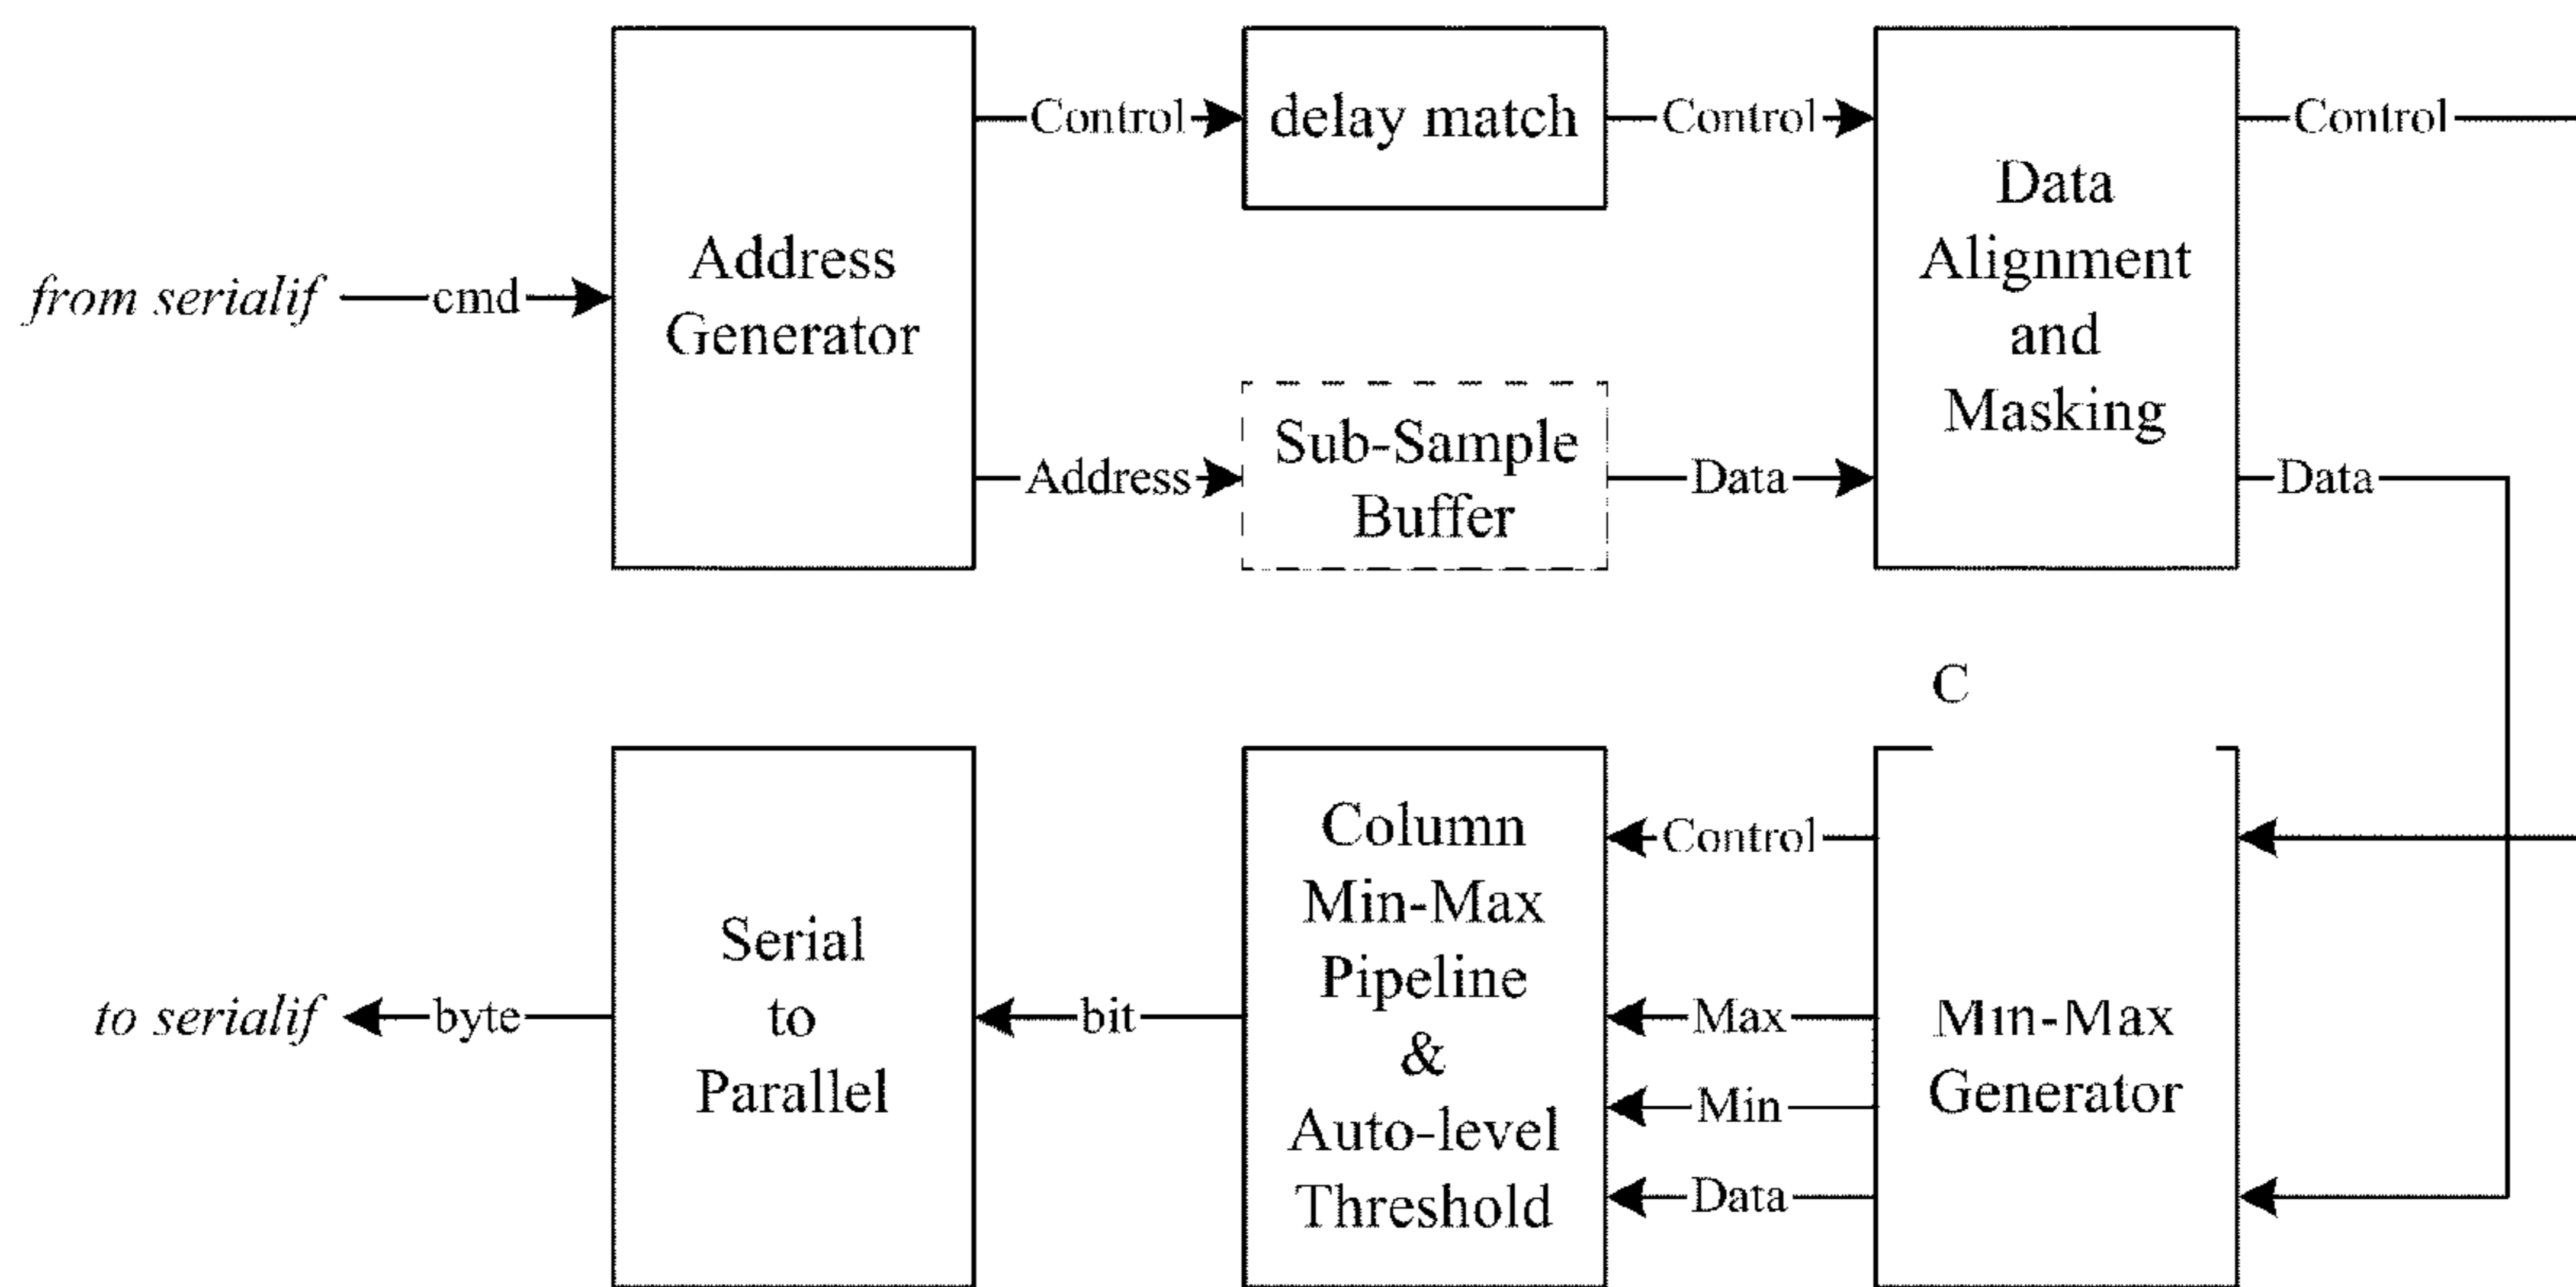 from serialif
cmd
Address
Generator
Control
delay match
Control
Data
Alignment
and
Masking
Control
Address
Sub-Sample
Buffer
Data
Data
C
to serialif
byte
Serial
to
Parallel
bit
Column
Min-Max
Pipeline
&
Auto-level
Threshold
Control
Max
Min
Data
Min-Max
Generator